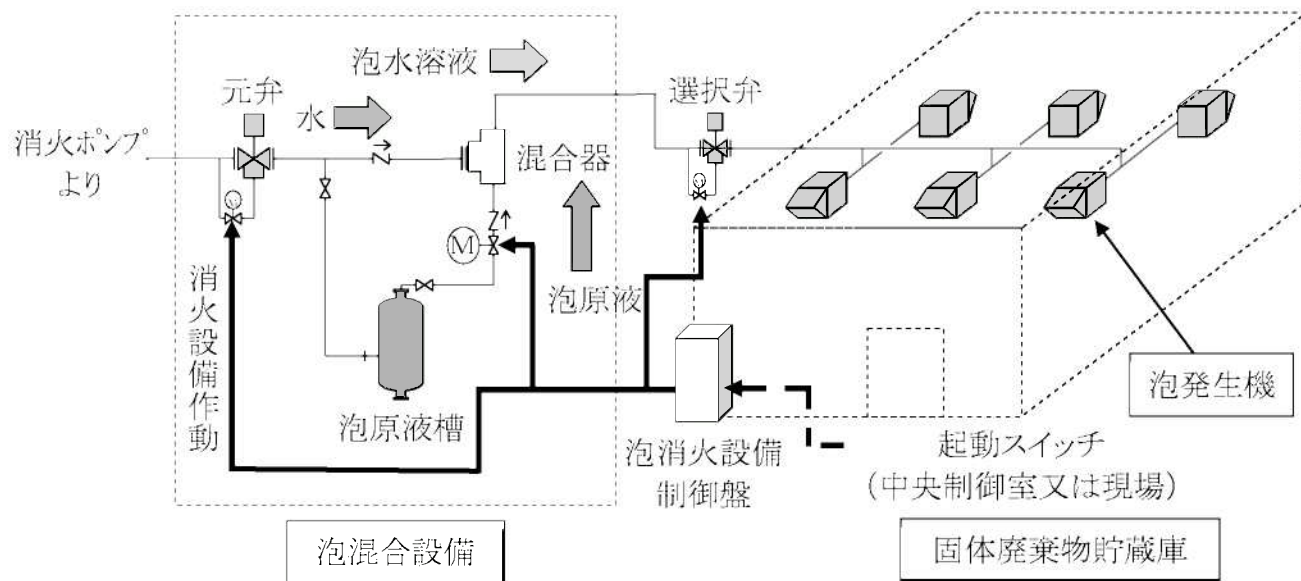 泡水溶液
元弁
水
選択弁
消火ポンプ
より
混合器
M
泡原液
消火設備作動
泡原液槽
泡発生機
泡消火設備
制御盤
起動スイッチ
(中央制御室又は現場)
泡混合設備
固体廃棄物貯蔵庫